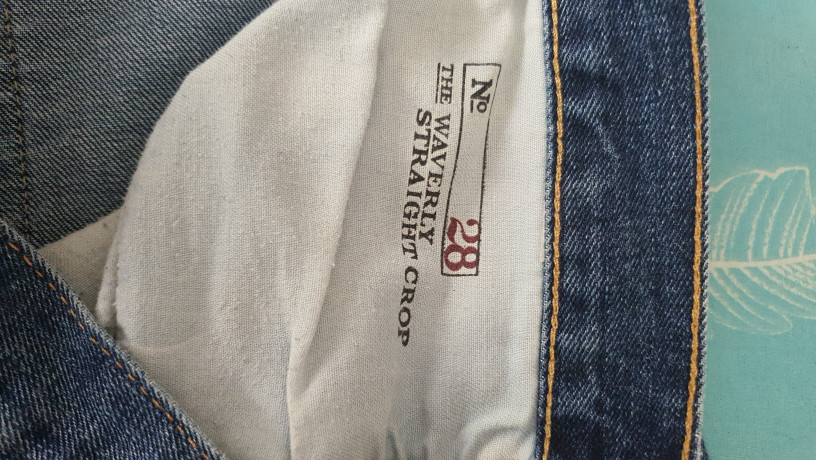 No 28
THE WAVERLY
STRAIGHT CROP